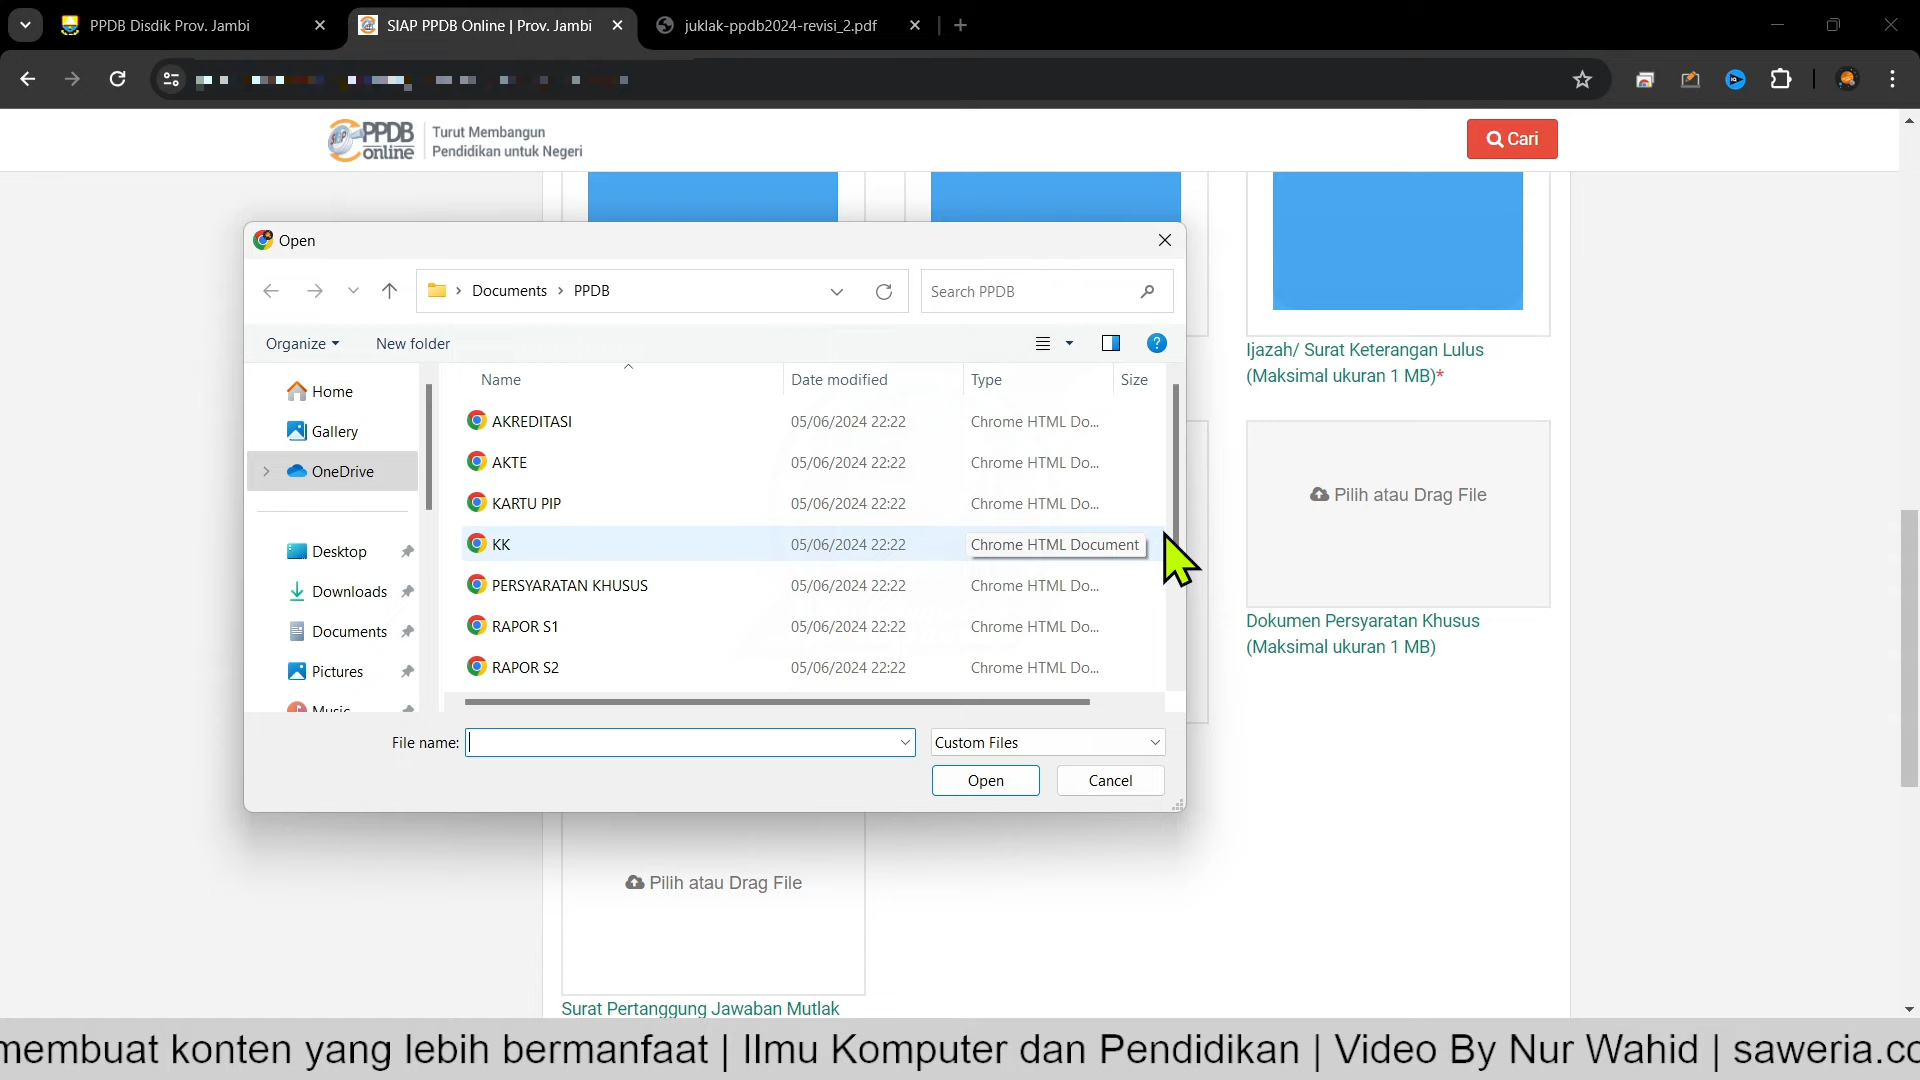 PPDB Disdik Prov. Jambi
SIAP PPDB Online | Prov. Jambi
juklak-ppdb2024-revisi_2.pdf
PPDB online
Turut Membangun
Pendidikan untuk Negeri
Cari
Open
Documents > PPDB
Search PPDB
Organize
New folder
Name
Date modified
Type
Size
Home
Gallery
OneDrive
Desktop
Downloads
Documents
Pictures
Music
AKREDITASI 05/06/2024 22:22 Chrome HTML Do...
AKTE 05/06/2024 22:22 Chrome HTML Do...
KARTU PIP 05/06/2024 22:22 Chrome HTML Do...
KK 05/06/2024 22:22 Chrome HTML Document
PERSYARATAN KHUSUS 05/06/2024 22:22 Chrome HTML Do...
RAPOR S1 05/06/2024 22:22 Chrome HTML Do...
RAPOR S2 05/06/2024 22:22 Chrome HTML Do...
File name:
Custom Files
Open
Cancel
Ijazah/ Surat Keterangan Lulus
(Maksimal ukuran 1 MB)*
Pilih atau Drag File
Dokumen Persyaratan Khusus
(Maksimal ukuran 1 MB)
Pilih atau Drag File
Surat Pertanggung Jawaban Mutlak
membuat konten yang lebih bermanfaat | Ilmu Komputer dan Pendidikan | Video By Nur Wahid | saweria.co